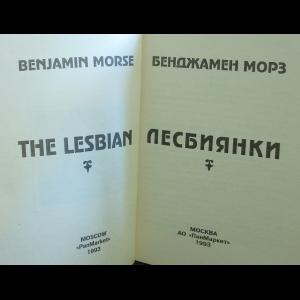 BENJAMIN MORSE
THE LESBIAN
MOSCOW
«PanMarket»
1993
БЕНДЖАМЕН МОРЗ
ЛЕСБИЯНКИ
МОСКВА
АО «ПанМаркет»
1993